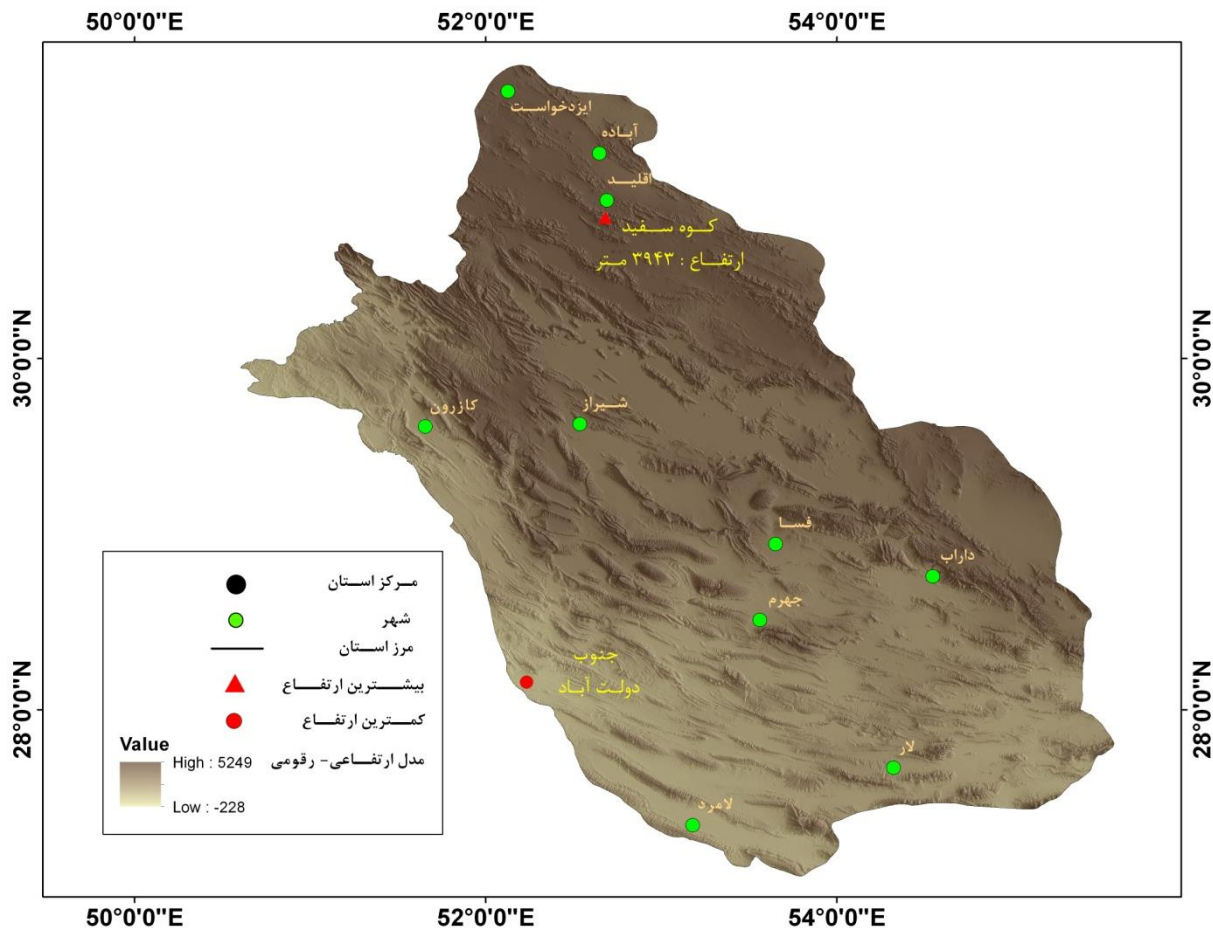 50°0'0"E 52°0'0"E 54°0'0"E
ایزدخواست
آباده
اقلید
کوه سفید
ارتفاع : ۳۹۴۳ متر
30°0'0"N 30°0'0"N
کازرون شیراز
فسا
داراب
جهرم
جنوب
دولت آباد
28°0'0"N 28°0'0"N
لار
لامرد
مرکز استان
شهر
مرز استان
بیشترین ارتفاع
کمترین ارتفاع
مدل ارتفاعی- رقومی
Value
High : 5249
Low : -228
50°0'0"E 52°0'0"E 54°0'0"E